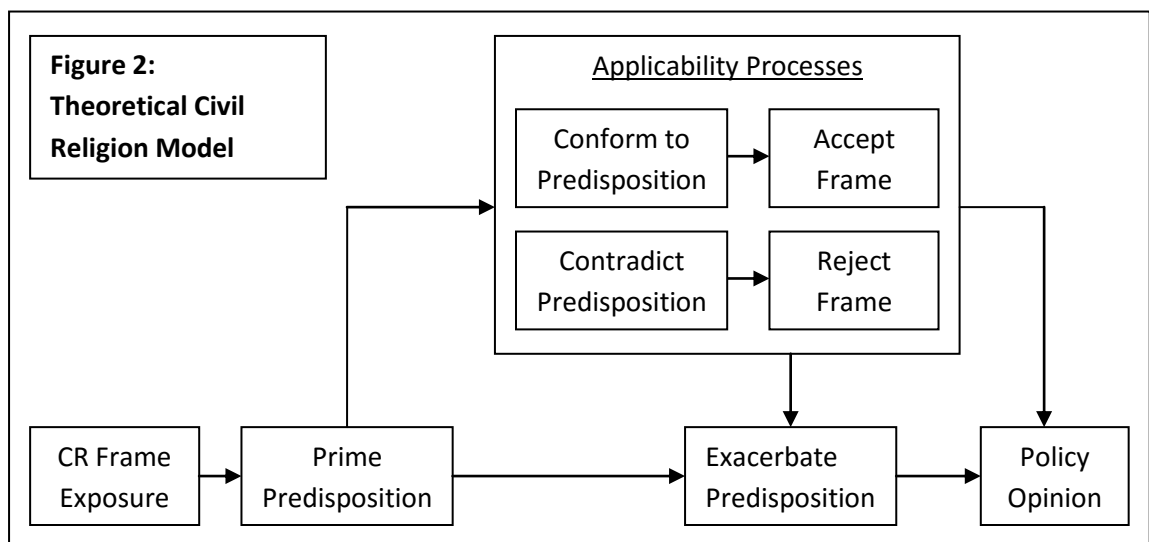 Figure 2:
Theoretical Civil
Religion Model
Applicability Processes
Conform to
Predisposition
Accept
Frame
Contradict
Predisposition
Reject
Frame
CR Frame
Exposure
Prime
Predisposition
Exacerbate
Predisposition
Policy
Opinion